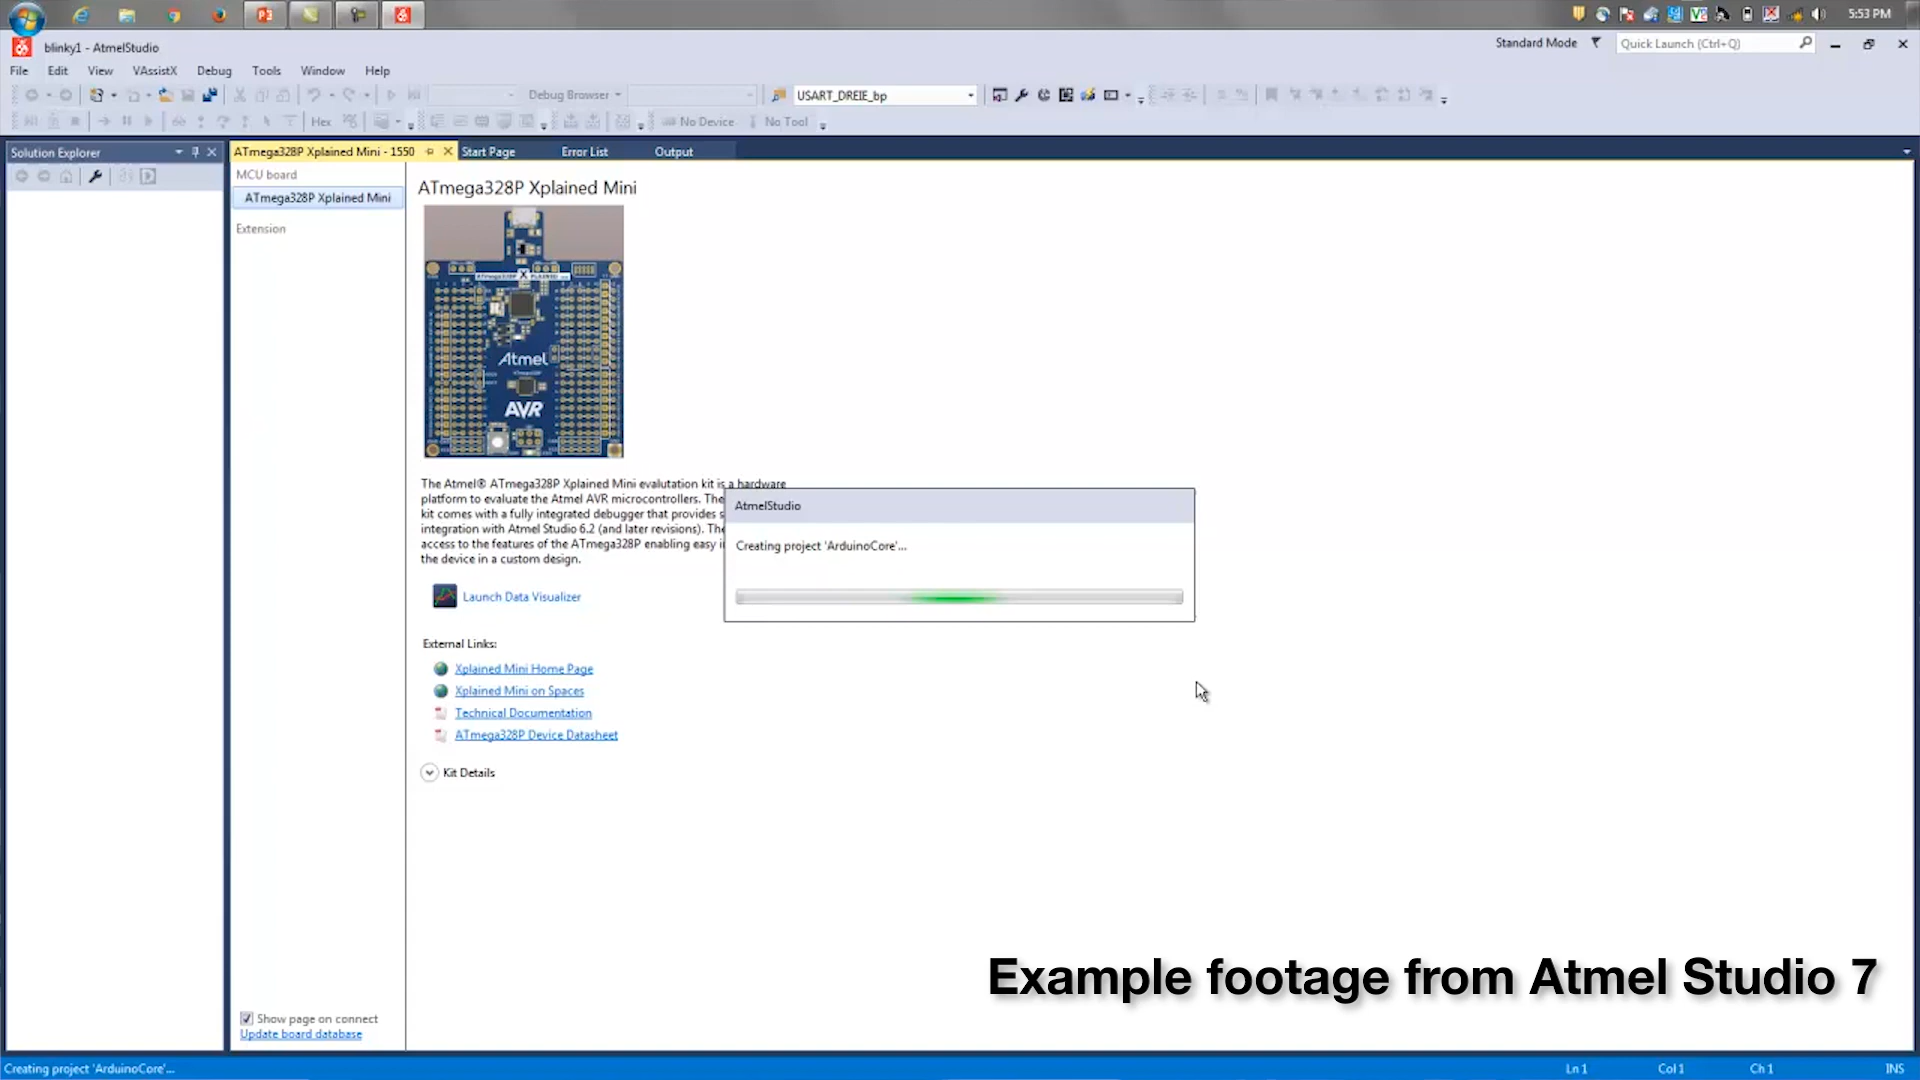 5:53 PM
blinky1 - AtmelStudio
Standard Mode
Quick Launch (Ctrl+Q)
File Edit View VAssistX Debug Tools Window Help
Debug Browser
USART_DREIE_bp
Hex
No Device
No Tool
Solution Explorer
ATmega328P Xplained Mini - 1550
Start Page
Error List
Output
MCU board
ATmega328P Xplained Mini
Extension
ATmega328P Xplained Mini
Atmel
AVR
The Atmel® ATmega328P Xplained Mini evalutation kit is a hardware
platform to evaluate the Atmel AVR microcontrollers. The
kit comes with a fully integrated debugger that provides s
integration with Atmel Studio 6.2 (and later revisions). The
access to the features of the ATmega328P enabling easy i
the device in a custom design.
AtmelStudio
Creating project 'ArduinoCore'...
Launch Data Visualizer
External Links:
Xplained Mini Home Page
Xplained Mini on Spaces
Technical Documentation
ATmega328P Device Datasheet
Kit Details
Example footage from Atmel Studio 7
Show page on connect
Update board database
Creating project 'ArduinoCore'...
Ln 1
Col 1
Ch 1
INS